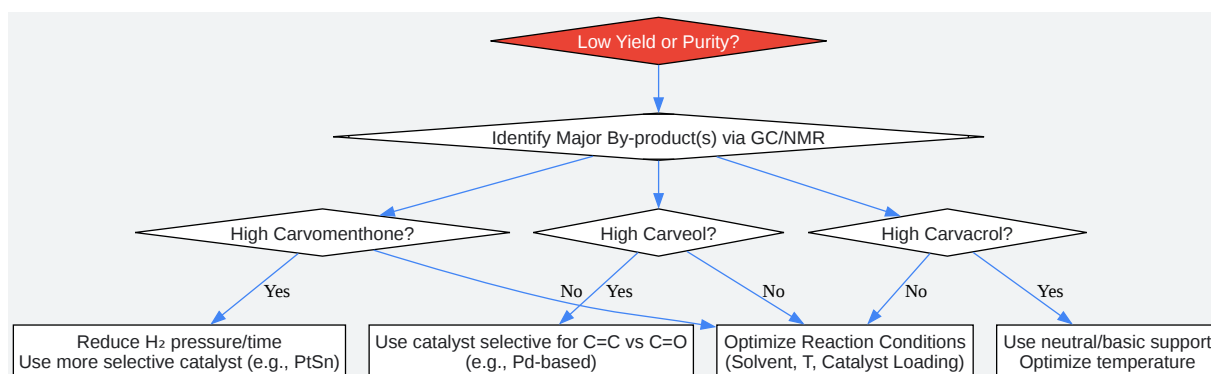 Low Yield or Purity?
Identify Major By-product(s) via GC/NMR
High Carvomenthone?
High Carveol?
High Carvacrol?
Yes
No
Yes
No
No
Yes
Reduce H₂ pressure/time
Use more selective catalyst (e.g., PtSn)
Use catalyst selective for C=C vs C=O
(e.g., Pd-based)
Optimize Reaction Conditions
(Solvent, T, Catalyst Loading)
Use neutral/basic support
Optimize temperature